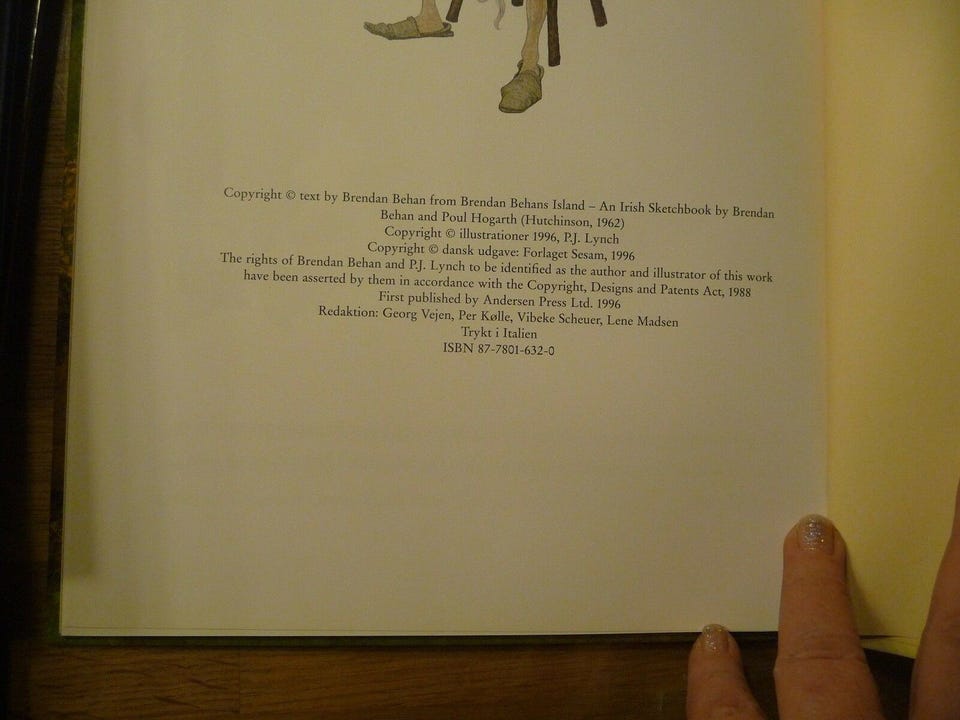 Copyright © text by Brendan Behan from Brendan Behans Island – An Irish Sketchbook by Brendan
Behan and Poul Hogarth (Hutchinson, 1962)
Copyright © illustrationer 1996, P.J. Lynch
Copyright © dansk udgave: Forlaget Sesam, 1996
The rights of Brendan Behan and P.J. Lynch to be identified as the author and illustrator of this work
have been asserted by them in accordance with the Copyright, Designs and Patents Act, 1988
First published by Andersen Press Ltd. 1996
Redaktion: Georg Vejen, Per Kølle, Vibeke Scheuer, Lene Madsen
Trykt i Italien
ISBN 87-7801-632-0